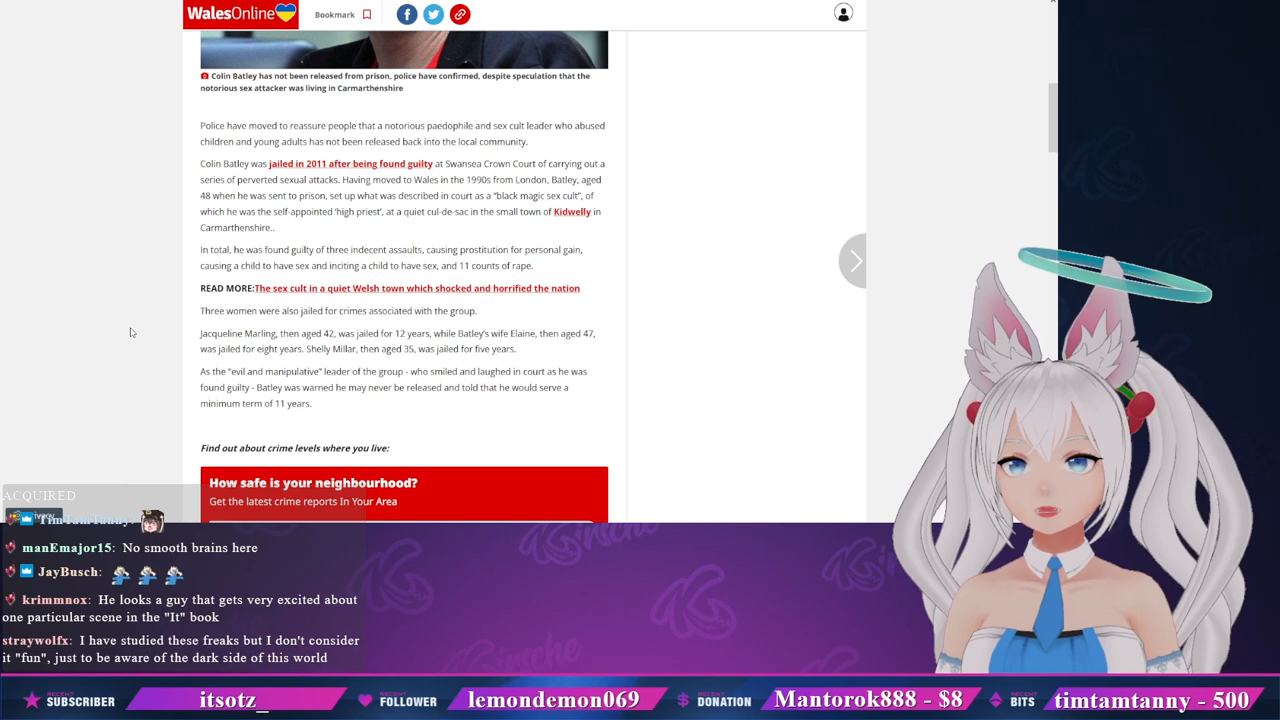 WalesOnline
Bookmark
Colin Batley has not been released from prison, police have confirmed, despite speculation that the
notorious sex attacker was living in Carmarthenshire
Police have moved to reassure people that a notorious paedophile and sex cult leader who abused
children and young adults has not been released back into the local community.
Colin Batley was jailed in 2011 after being found guilty at Swansea Crown Court of carrying out a
series of perverted sexual attacks. Having moved to Wales in the 1990s from London, Batley, aged
48 when he was sent to prison, set up what was described in court as a “black magic sex cult”, of
which he was the self-appointed ‘high priest’, at a quiet cul-de-sac in the small town of Kidwelly in
Carmarthenshire..
In total, he was found guilty of three indecent assaults, causing prostitution for personal gain,
causing a child to have sex and inciting a child to have sex, and 11 counts of rape.
READ MORE:The sex cult in a quiet Welsh town which shocked and horrified the nation
Three women were also jailed for crimes associated with the group.
Jacqueline Marling, then aged 42, was jailed for 12 years, while Batley's wife Elaine, then aged 47,
was jailed for eight years. Shelly Millar, then aged 35, was jailed for five years.
As the “evil and manipulative” leader of the group - who smiled and laughed in court as he was
found guilty - Batley was warned he may never be released and told that he would serve a
minimum term of 11 years.
Find out about crime levels where you live:
How safe is your neighbourhood?
Get the latest crime reports In Your Area
ACQUIRED
manEmajor15: No smooth brains here
JayBusch:
krimmnox: He looks a guy that gets very excited about
one particular scene in the "It" book
straywolfx: I have studied these freaks but I don't consider
it "fun", just to be aware of the dark side of this world
RECENT SUBSCRIBER itsotz_ RECENT FOLLOWER lemondemon069 RECENT DONATION Mantorok888 - $8 RECENT BITS timtamtanny - 500